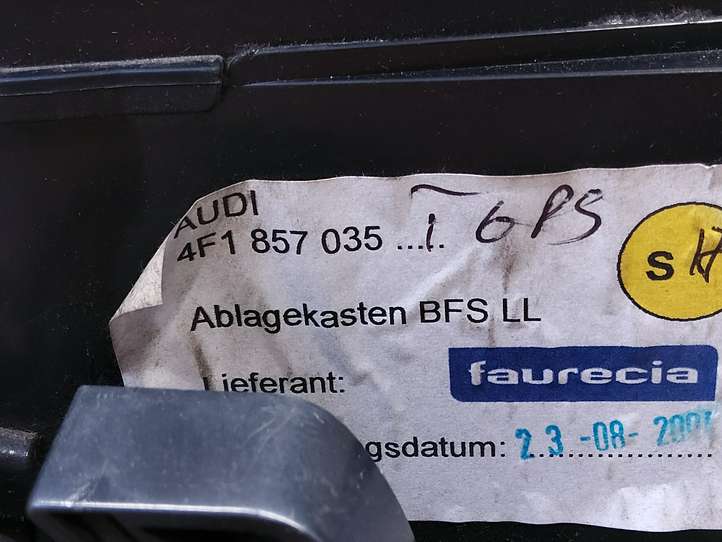 AUDI
4F1 857 035 ..... GPS
Ablagekasten BFS LL
Lieferant: faurecia
gsdatum: 23-08-
S